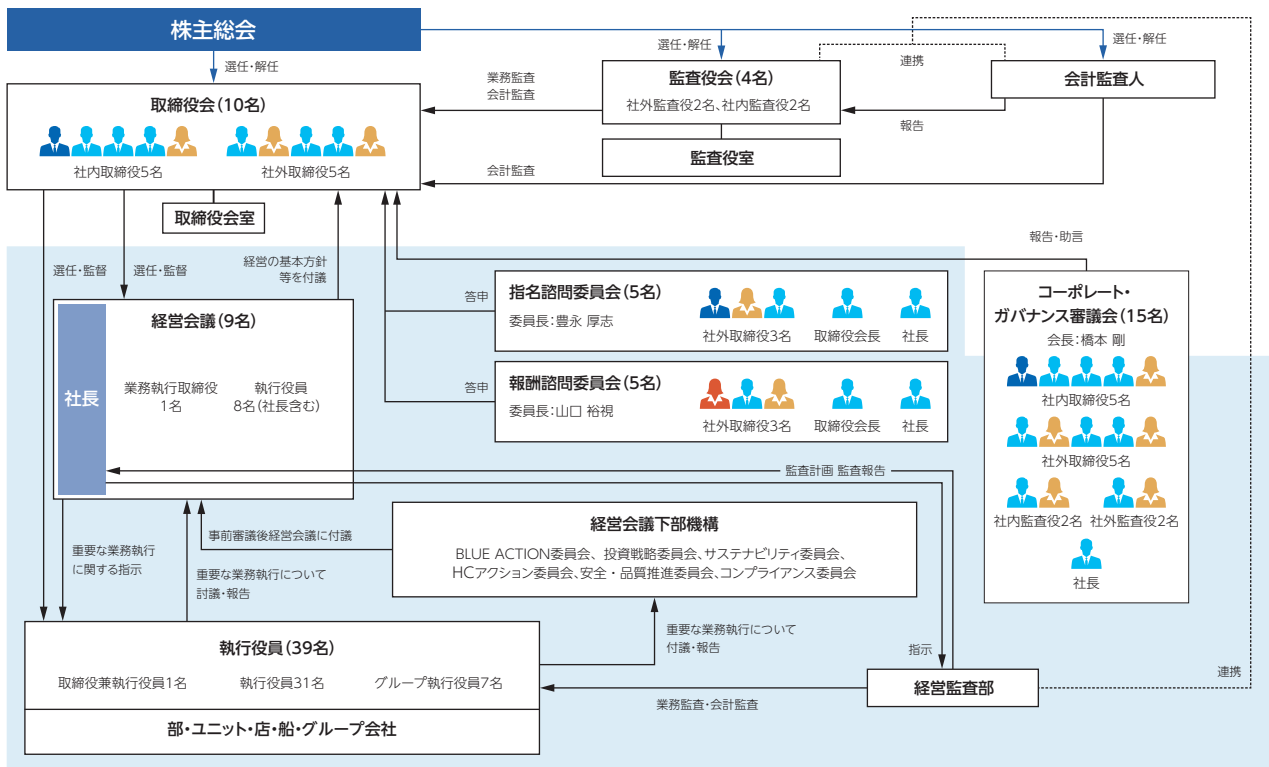 株主総会
選任・解任
選任・解任
選任・解任
連携
取締役会(10名)
社内取締役5名
社外取締役5名
取締役会室
業務監査
会計監査
監査役会(4名)
社外監査役2名、社内監査役2名
監査役室
会計監査人
報告
会計監査
報告・助言
選任・監督
選任・監督
経営の基本方針
等を付議
経営会議(9名)
社長
業務執行取締役
1名
執行役員
8名(社長含む)
答申
指名諮問委員会(5名)
委員長:豊永 厚志
社外取締役3名
取締役会長
社長
答申
報酬諮問委員会(5名)
委員長:山口 裕視
社外取締役3名
取締役会長
社長
コーポレート・
ガバナンス審議会(15名)
会長:橋本 剛
社内取締役5名
社外取締役5名
社内監査役2名
社外監査役2名
社長
監査計画 監査報告
事前審議後経営会議に付議
経営会議下部機構
BLUE ACTION委員会、 投資戦略委員会、サステナビリティ委員会、
HCアクション委員会、安全・品質推進委員会、コンプライアンス委員会
重要な業務執行
に関する指示
重要な業務執行について
討議・報告
重要な業務執行について
付議・報告
執行役員(39名)
取締役兼執行役員1名
執行役員31名
グループ執行役員7名
部・ユニット・店・船・グループ会社
指示
経営監査部
業務監査・会計監査
連携